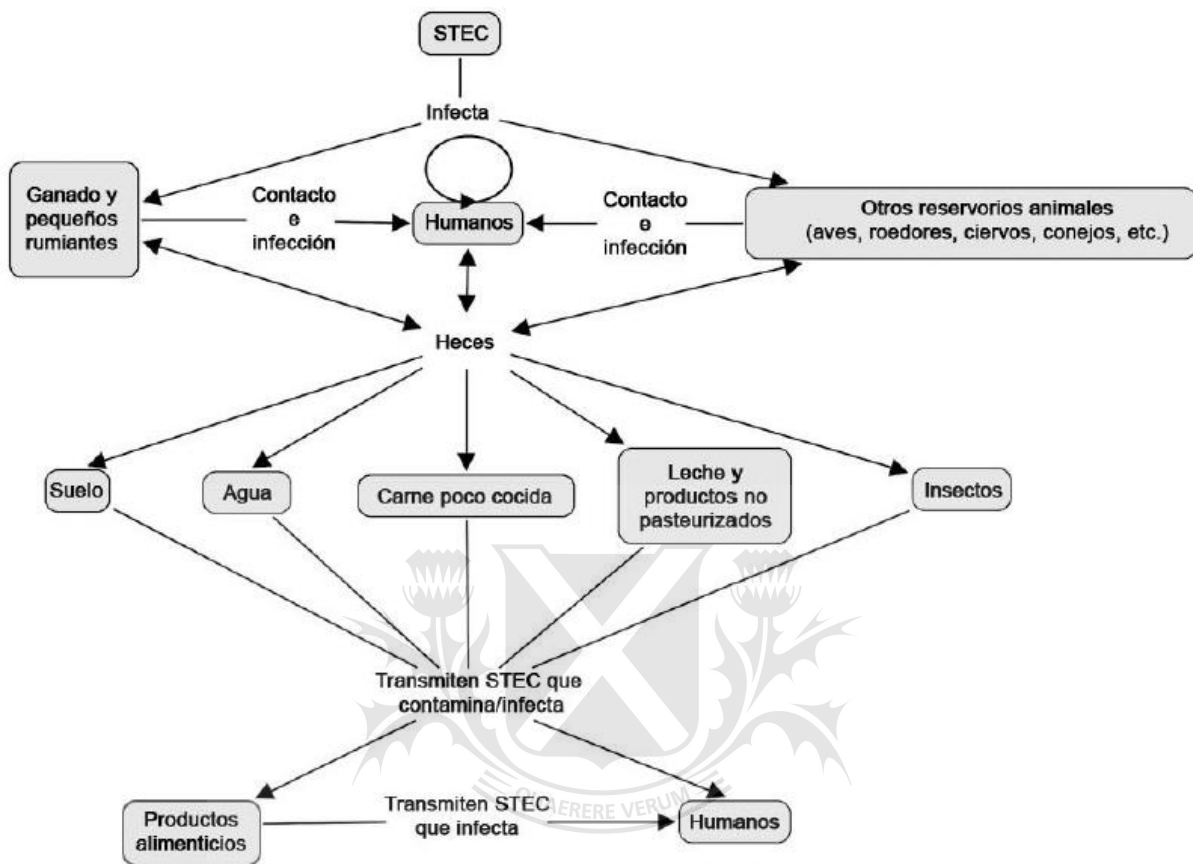 STEC
Infecta
Ganado y
pequeños
rumiantes
Contacto
e
infección
Humanos
Contacto
e
infección
Otros reservorios animales
(aves, roedores, ciervos, conejos, etc.)
Heces
Suelo
Agua
Carne poco cocida
Leche y
productos no
pasteurizados
Insectos
Transmiten STEC que
contamina/infecta
Productos
alimenticios
Transmiten STEC
que infecta
Humanos
QUAERERE VERUM